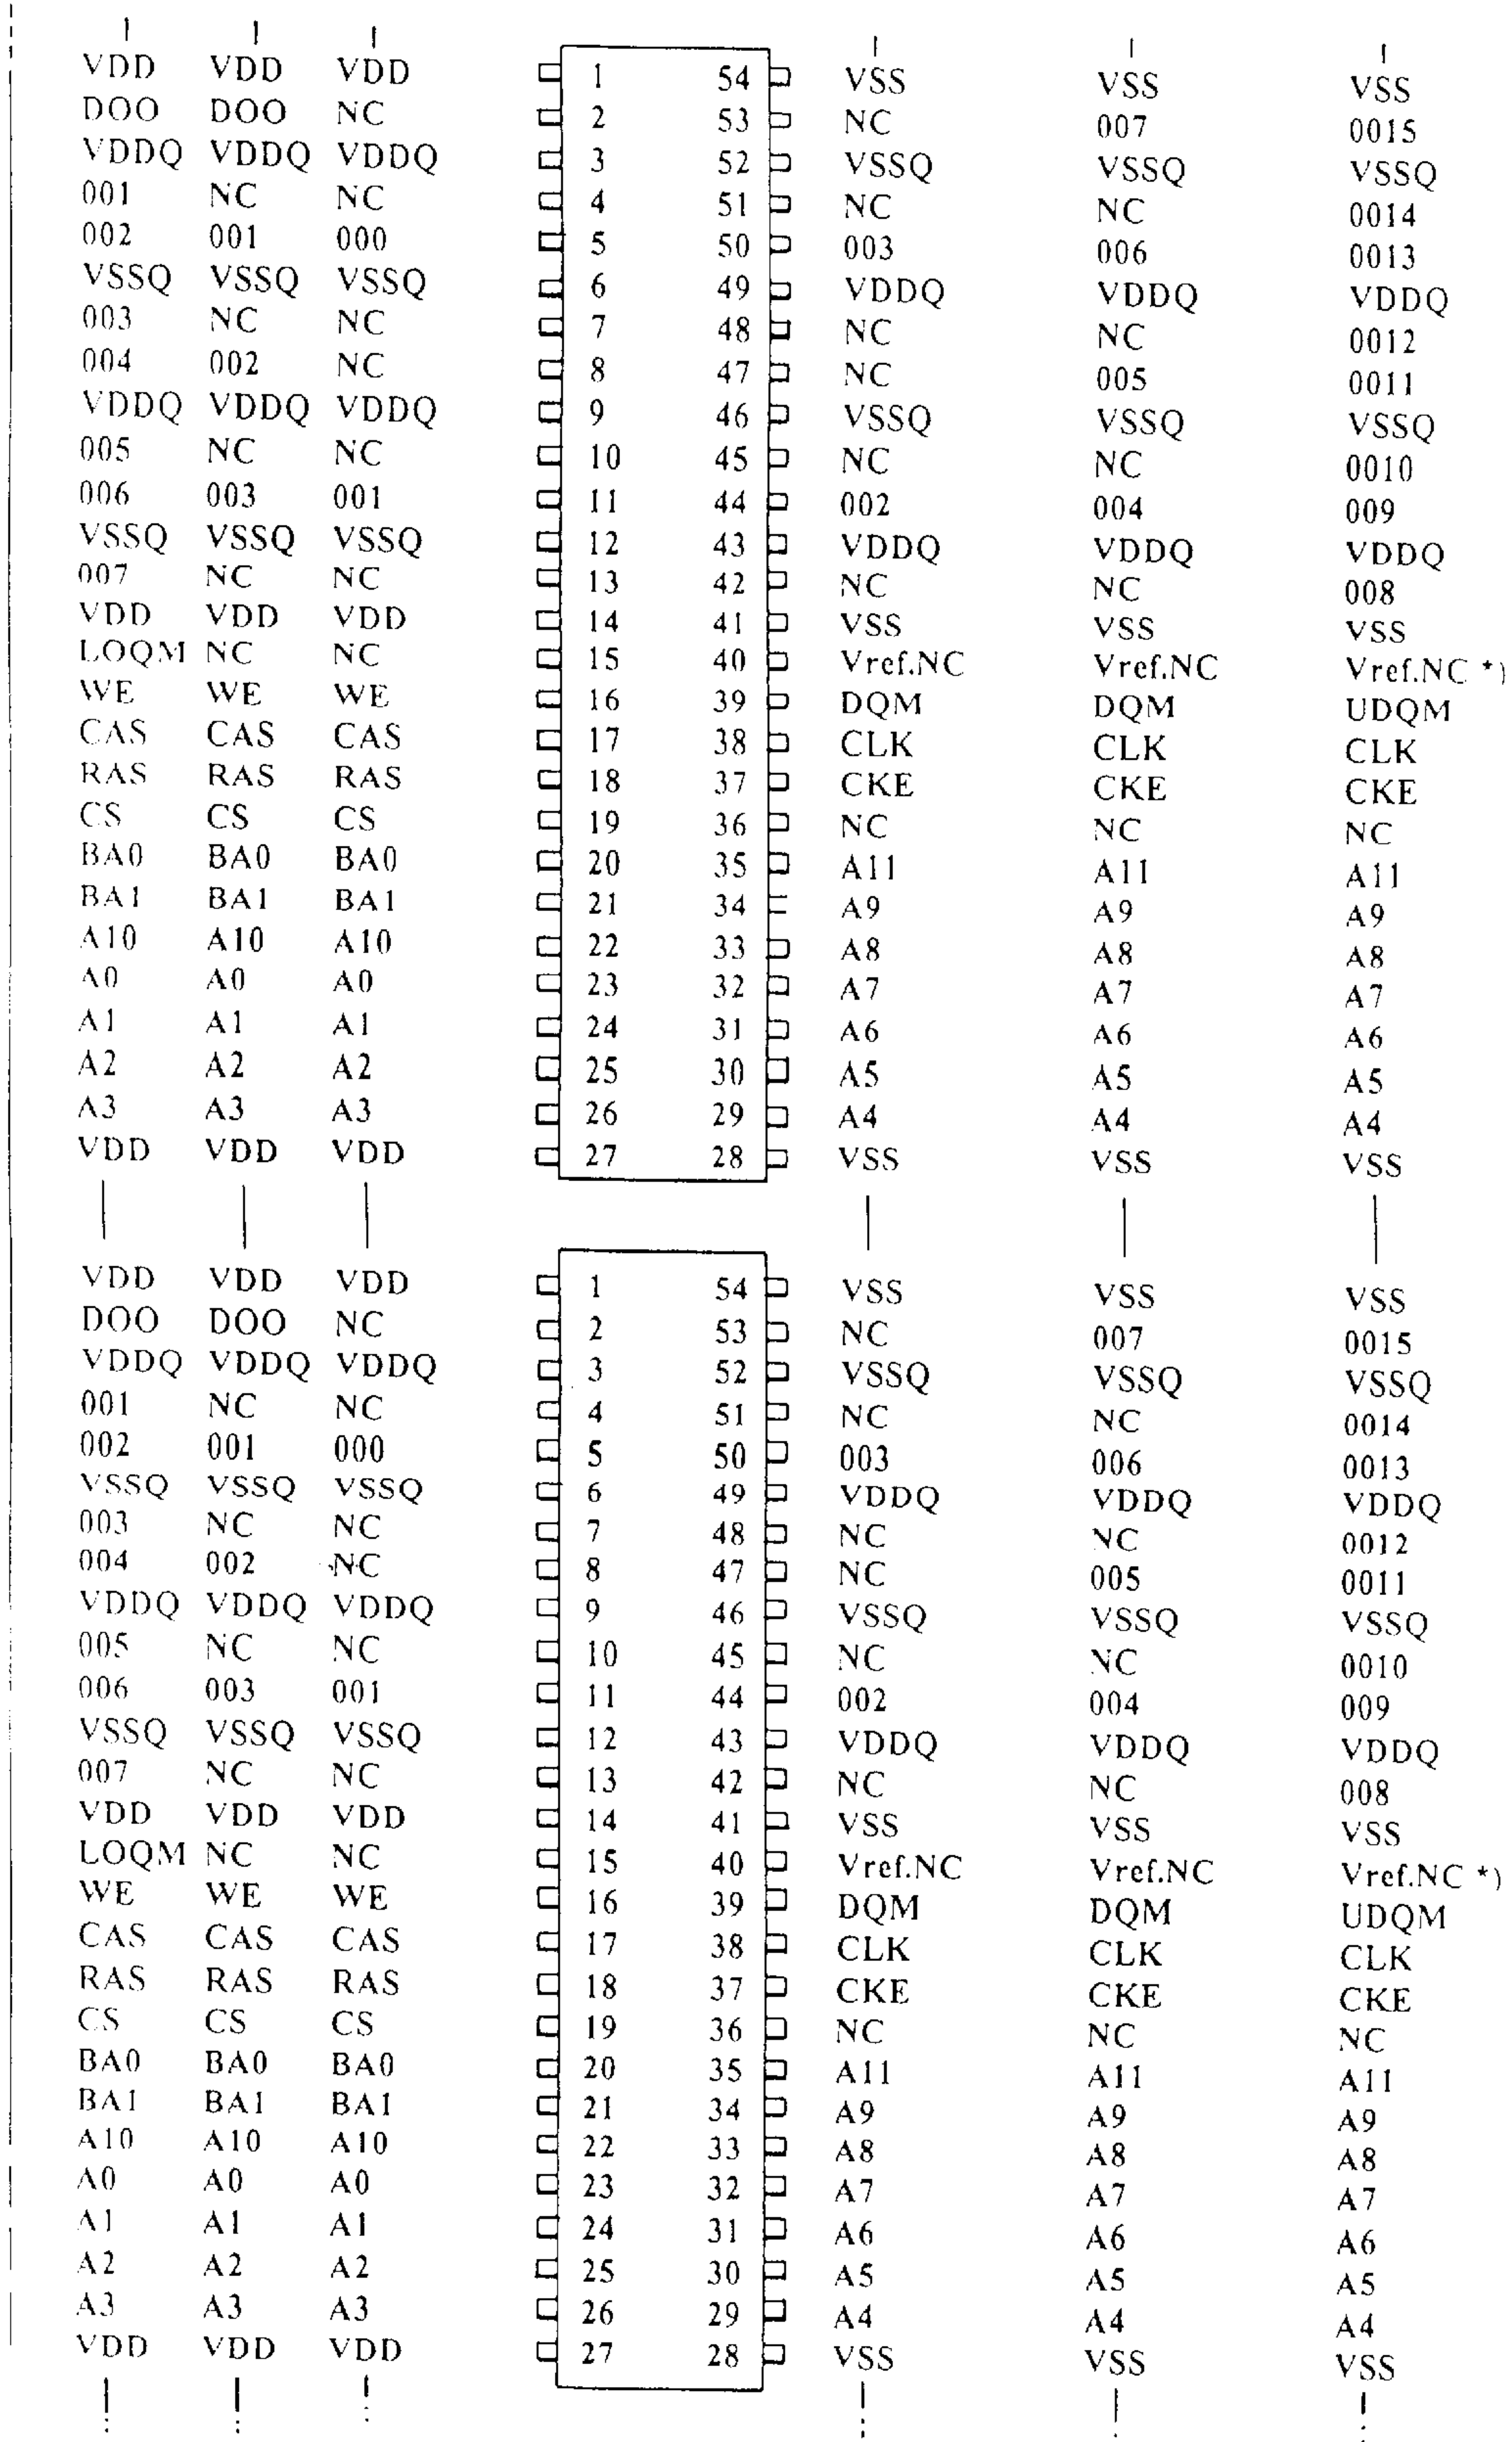 VDD VDD VDD 1 54 VSS VSS VSS
DOO DOO NC 2 53 NC 007 0015
VDDQ VDDQ VDDQ 3 52 VSSQ VSSQ VSSQ
001 NC NC 4 51 NC NC 0014
002 001 000 5 50 003 006 0013
VSSQ VSSQ VSSQ 6 49 VDDQ VDDQ VDDQ
003 NC NC 7 48 NC NC 0012
004 002 NC 8 47 NC 005 0011
VDDQ VDDQ VDDQ 9 46 VSSQ VSSQ VSSQ
005 NC NC 10 45 NC NC 0010
006 003 001 11 44 002 004 009
VSSQ VSSQ VSSQ 12 43 VDDQ VDDQ VDDQ
007 NC NC 13 42 NC NC 008
VDD VDD VDD 14 41 VSS VSS VSS
LOQM NC NC 15 40 Vref.NC Vref.NC Vref.NC *)
WE WE WE 16 39 DQM DQM UDQM
CAS CAS CAS 17 38 CLK CLK CLK
RAS RAS RAS 18 37 CKE CKE CKE
CS CS CS 19 36 NC NC NC
BA0 BA0 BA0 20 35 A11 A11 A11
BA1 BA1 BA1 21 34 A9 A9 A9
A10 A10 A10 22 33 A8 A8 A8
A0 A0 A0 23 32 A7 A7 A7
A1 A1 A1 24 31 A6 A6 A6
A2 A2 A2 25 30 A5 A5 A5
A3 A3 A3 26 29 A4 A4 A4
VDD VDD VDD 27 28 VSS VSS VSS
VDD VDD VDD 1 54 VSS VSS VSS
DOO DOO NC 2 53 NC 007 0015
VDDQ VDDQ VDDQ 3 52 VSSQ VSSQ VSSQ
001 NC NC 4 51 NC NC 0014
002 001 000 5 50 003 006 0013
VSSQ VSSQ VSSQ 6 49 VDDQ VDDQ VDDQ
003 NC NC 7 48 NC NC 0012
004 002 NC 8 47 NC 005 0011
VDDQ VDDQ VDDQ 9 46 VSSQ VSSQ VSSQ
005 NC NC 10 45 NC NC 0010
006 003 001 11 44 002 004 009
VSSQ VSSQ VSSQ 12 43 VDDQ VDDQ VDDQ
007 NC NC 13 42 NC NC 008
VDD VDD VDD 14 41 VSS VSS VSS
LOQM NC NC 15 40 Vref.NC Vref.NC Vref.NC *)
WE WE WE 16 39 DQM DQM UDQM
CAS CAS CAS 17 38 CLK CLK CLK
RAS RAS RAS 18 37 CKE CKE CKE
CS CS CS 19 36 NC NC NC
BA0 BA0 BA0 20 35 A11 A11 A11
BA1 BA1 BA1 21 34 A9 A9 A9
A10 A10 A10 22 33 A8 A8 A8
A0 A0 A0 23 32 A7 A7 A7
A1 A1 A1 24 31 A6 A6 A6
A2 A2 A2 25 30 A5 A5 A5
A3 A3 A3 26 29 A4 A4 A4
VDD VDD VDD 27 28 VSS VSS VSS